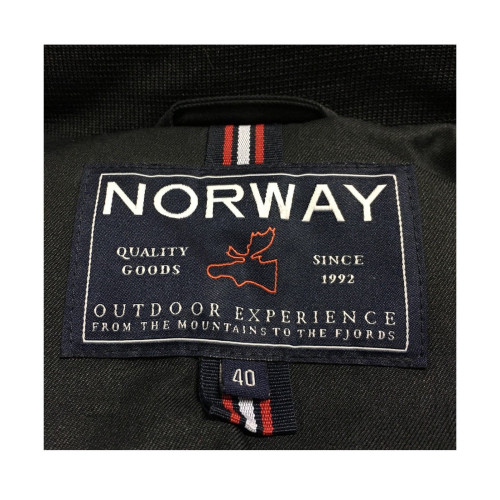 NORWAY
QUALITY GOODS
SINCE 1992
OUTDOOR EXPERIENCE
FROM THE MOUNTAINS TO THE FJORDS
40